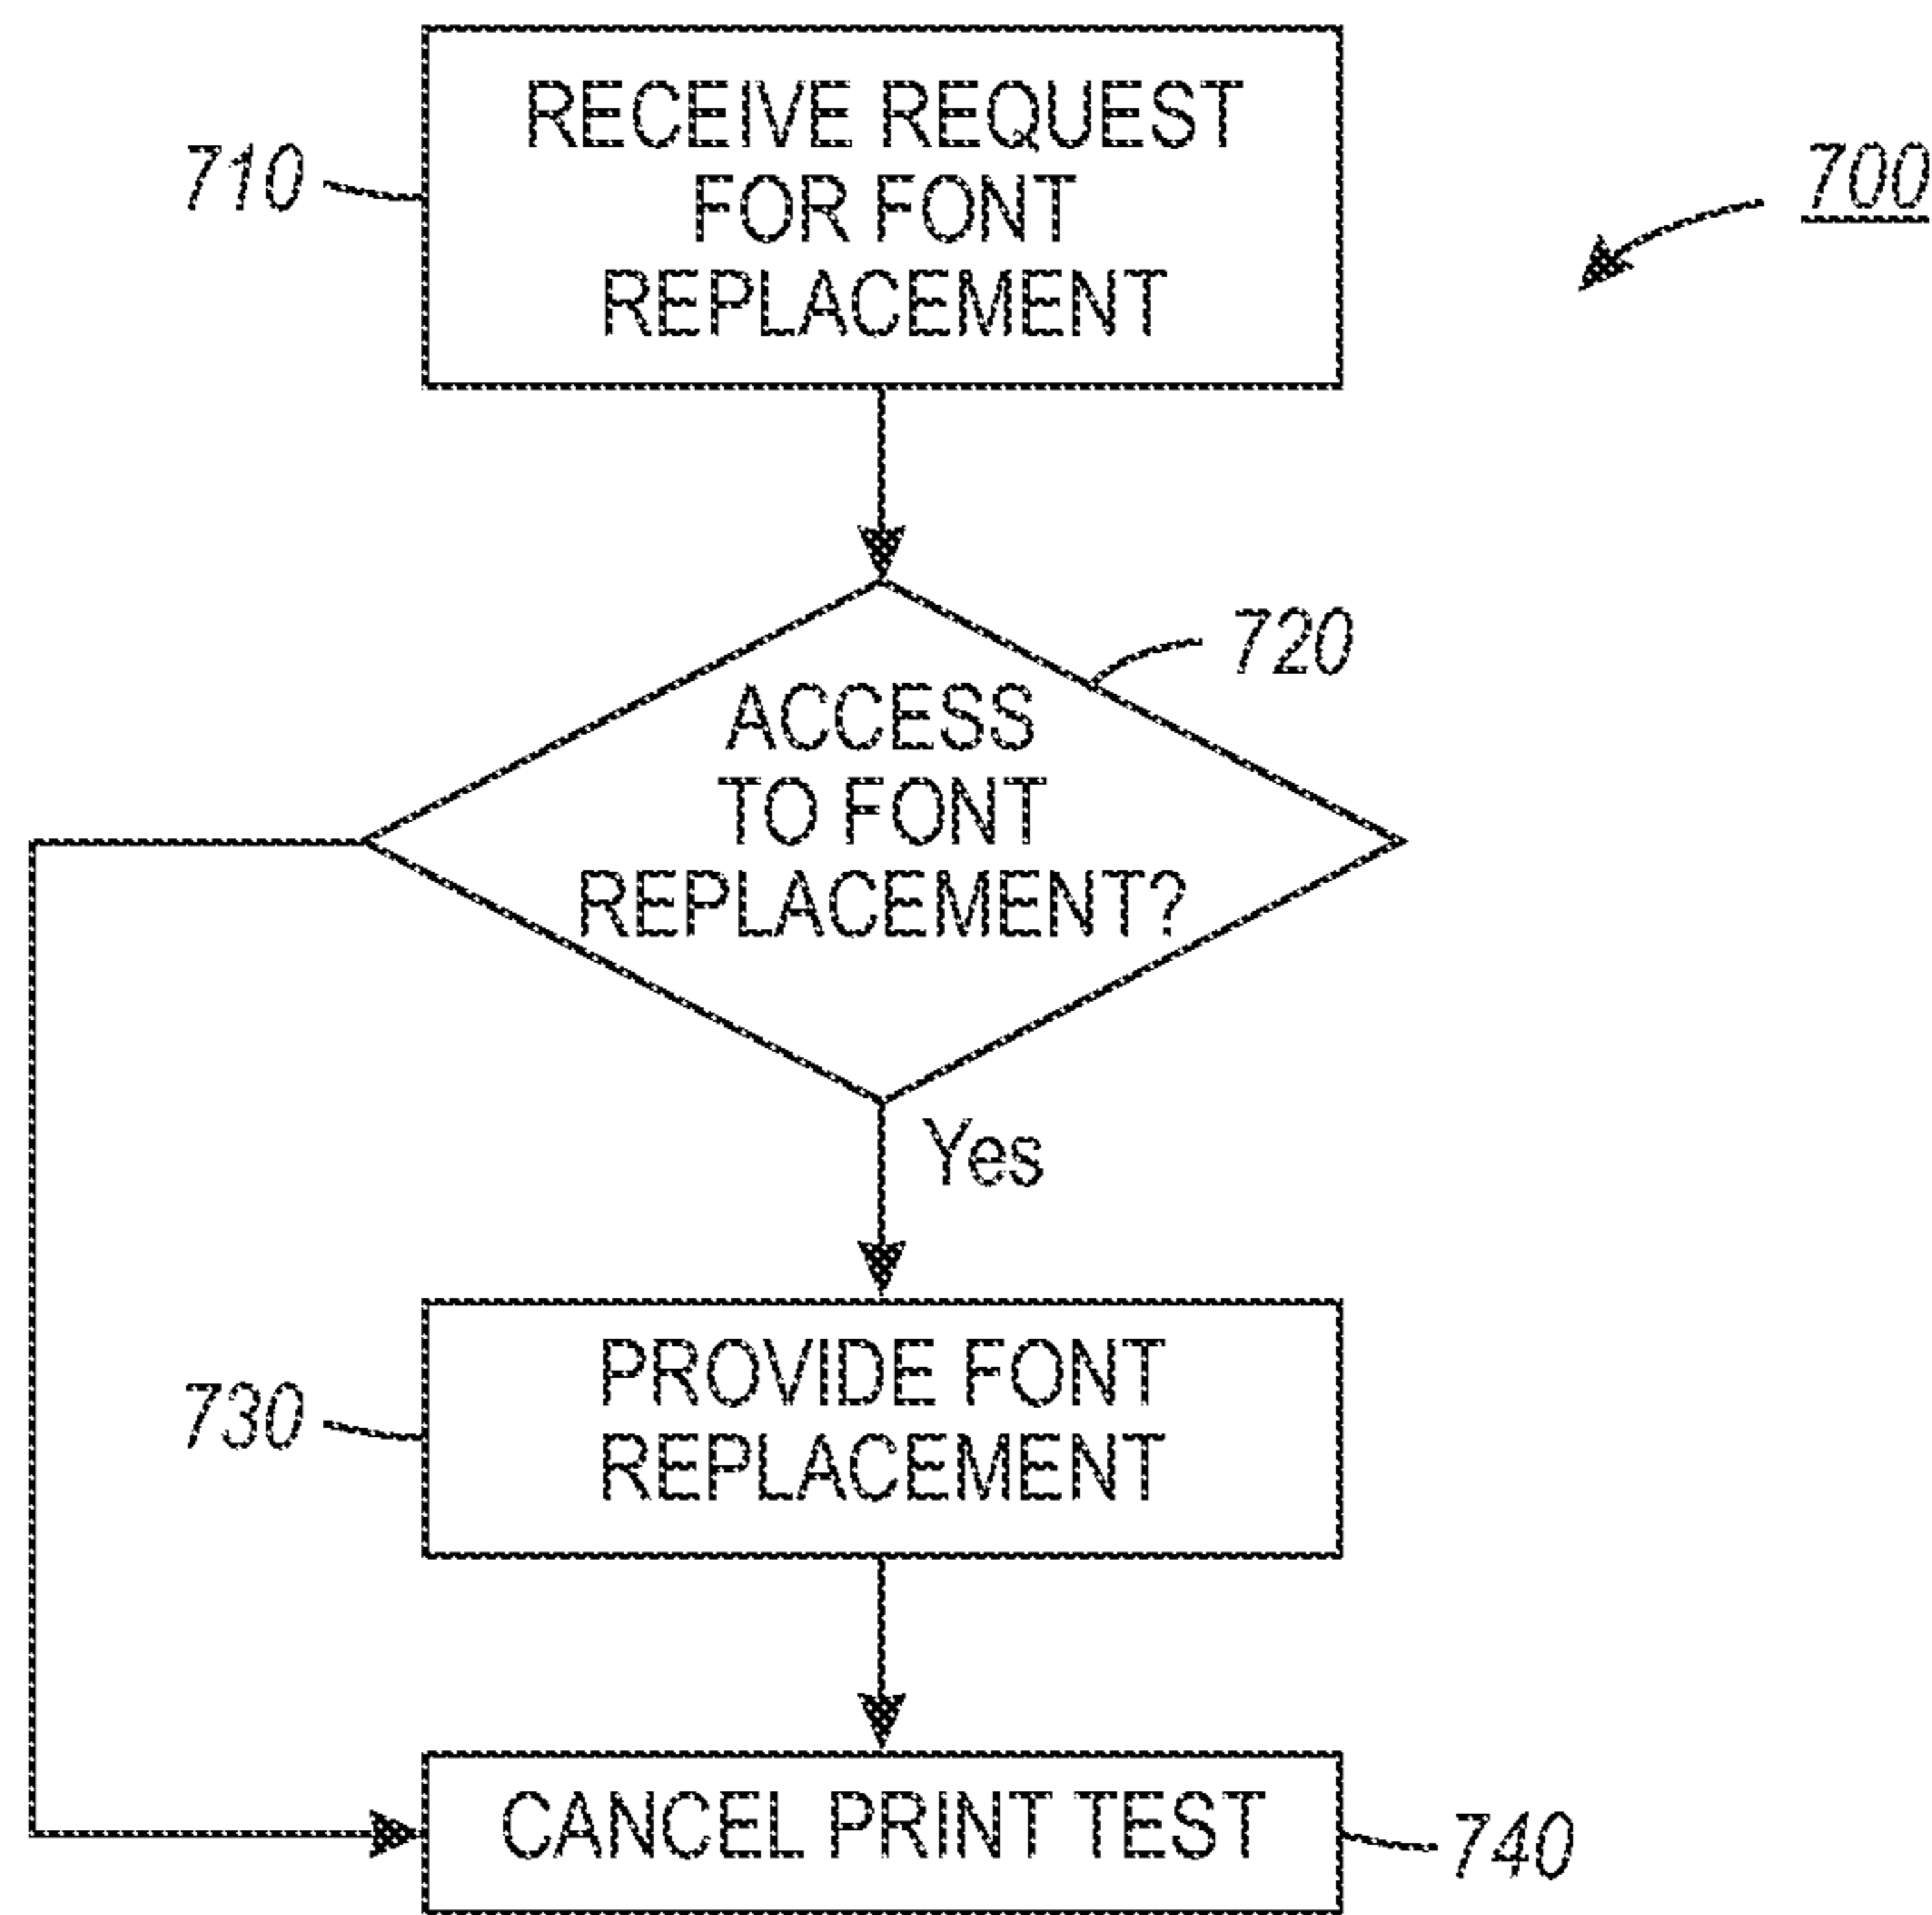 RECEIVE REQUEST
FOR FONT
REPLACEMENT
710
700
720
ACCESS
TO FONT
REPLACEMENT?
Yes
PROVIDE FONT
REPLACEMENT
730
CANCEL PRINT TEST
740